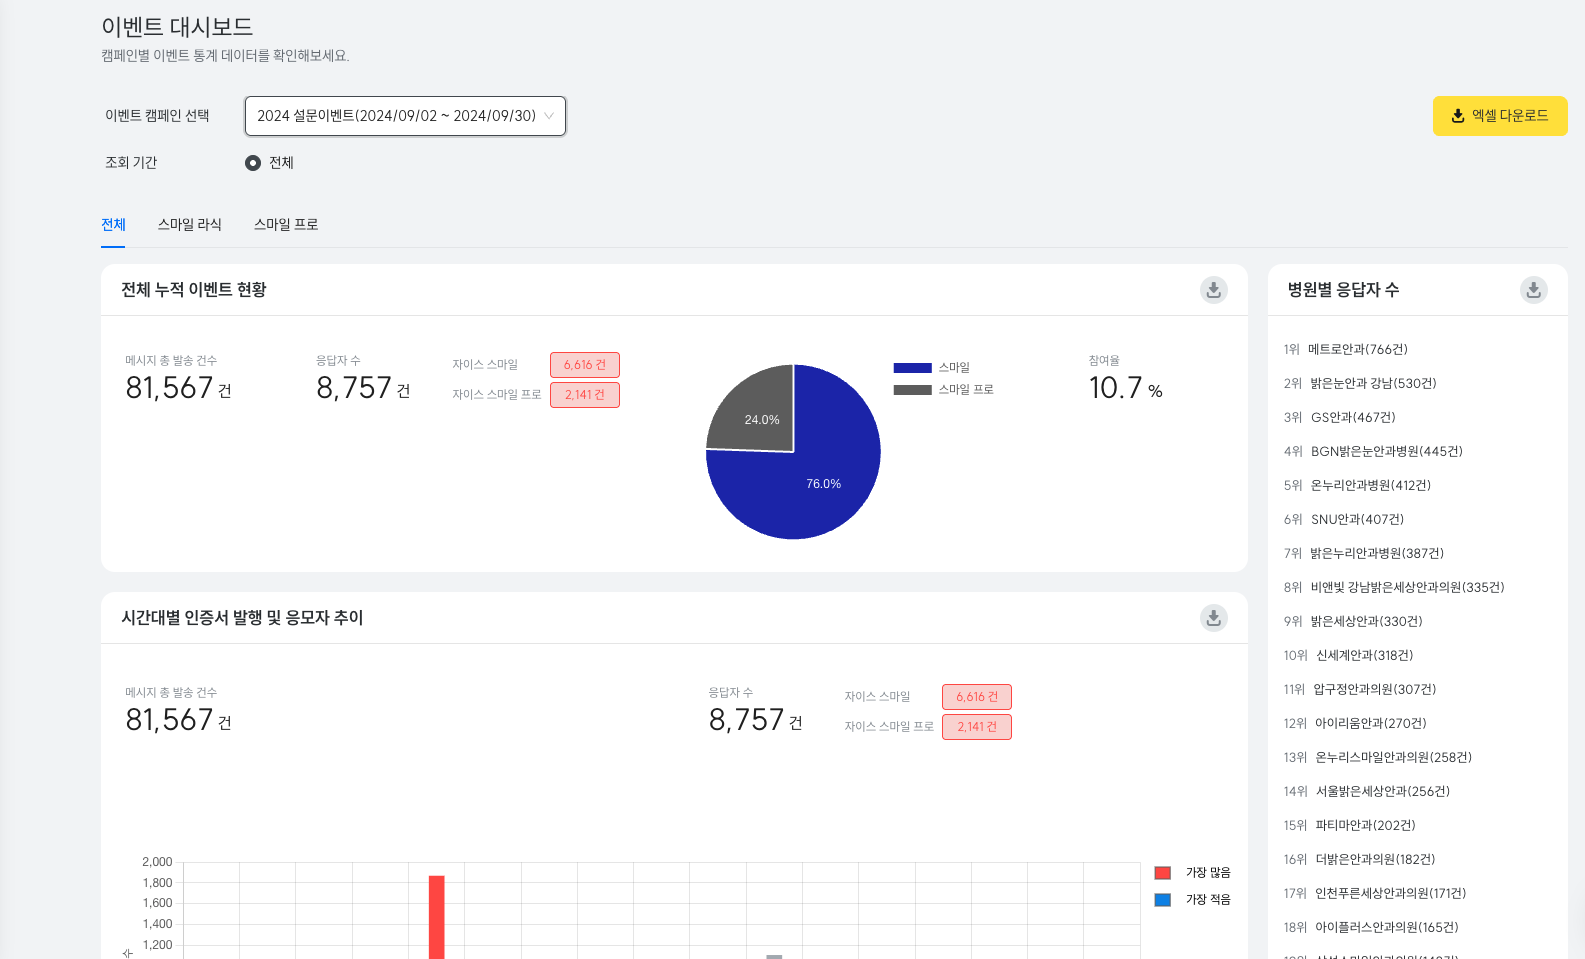 이벤트 대시보드
캠페인별 이벤트 통계 데이터를 확인해보세요.
이벤트 캠페인 선택
2024 설문이벤트(2024/09/02 ~ 2024/09/30)
엑셀 다운로드
조회 기간
전체
전체
스마일 라식
스마일 프로
전체 누적 이벤트 현황
메시지 총 발송 건수
81,567 건
응답자 수
8,757 건
자이스 스마일
6,616 건
자이스 스마일 프로
2,141 건
24.0%
76.0%
스마일
스마일 프로
참여율
10.7 %
시간대별 인증서 발행 및 응모자 추이
메시지 총 발송 건수
81,567 건
응답자 수
8,757 건
자이스 스마일
6,616 건
자이스 스마일 프로
2,141 건
2,000
1,800
1,600
1,400
1,200
수
가장 많음
가장 적음
병원별 응답자 수
1위 메트로안과(766건)
2위 밝은눈안과 강남(530건)
3위 GS안과(467건)
4위 BGN밝은눈안과병원(445건)
5위 온누리안과병원(412건)
6위 SNU안과(407건)
7위 밝은누리안과병원(387건)
8위 비앤빛 강남밝은세상안과의원(335건)
9위 밝은세상안과(330건)
10위 신세계안과(318건)
11위 압구정안과의원(307건)
12위 아이리움안과(270건)
13위 온누리스마일안과의원(258건)
14위 서울밝은세상안과(256건)
15위 파티마안과(202건)
16위 더밝은안과의원(182건)
17위 인천푸른세상안과의원(171건)
18위 아이플러스안과의원(165건)